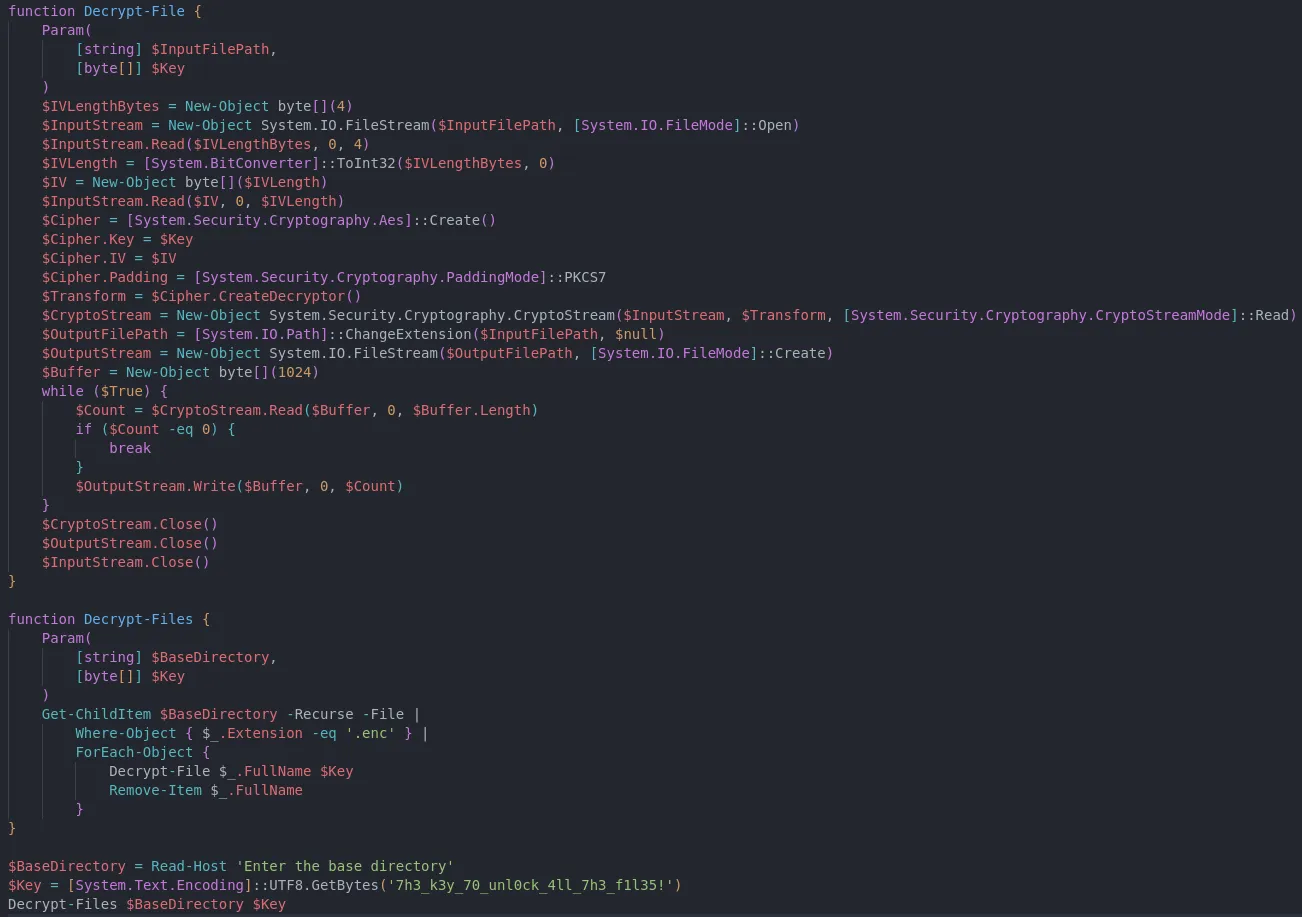 function Decrypt-File {
    Param(
        [string] $InputFilePath,
        [byte[]] $Key
    )
    $IVLengthBytes = New-Object byte[](4)
    $InputStream = New-Object System.IO.FileStream($InputFilePath, [System.IO.FileMode]::Open)
    $InputStream.Read($IVLengthBytes, 0, 4)
    $IVLength = [System.BitConverter]::ToInt32($IVLengthBytes, 0)
    $IV = New-Object byte[]($IVLength)
    $InputStream.Read($IV, 0, $IVLength)
    $Cipher = [System.Security.Cryptography.Aes]::Create()
    $Cipher.Key = $Key
    $Cipher.IV = $IV
    $Cipher.Padding = [System.Security.Cryptography.PaddingMode]::PKCS7
    $Transform = $Cipher.CreateDecryptor()
    $CryptoStream = New-Object System.Security.Cryptography.CryptoStream($InputStream, $Transform, [System.Security.Cryptography.CryptoStreamMode]::Read)
    $OutputFilePath = [System.IO.Path]::ChangeExtension($InputFilePath, $null)
    $OutputStream = New-Object System.IO.FileStream($OutputFilePath, [System.IO.FileMode]::Create)
    $Buffer = New-Object byte[](1024)
    while ($True) {
        $Count = $CryptoStream.Read($Buffer, 0, $Buffer.Length)
        if ($Count -eq 0) {
            break
        }
        $OutputStream.Write($Buffer, 0, $Count)
    }
    $CryptoStream.Close()
    $OutputStream.Close()
    $InputStream.Close()
}

function Decrypt-Files {
    Param(
        [string] $BaseDirectory,
        [byte[]] $Key
    )
    Get-ChildItem $BaseDirectory -Recurse -File |
        Where-Object { $_.Extension -eq '.enc' } |
        ForEach-Object {
            Decrypt-File $_.FullName $Key
            Remove-Item $_.FullName
        }
}

$BaseDirectory = Read-Host 'Enter the base directory'
$Key = [System.Text.Encoding]::UTF8.GetBytes('7h3_k3y_70_unl0ck_4ll_7h3_f1l35!')
Decrypt-Files $BaseDirectory $Key